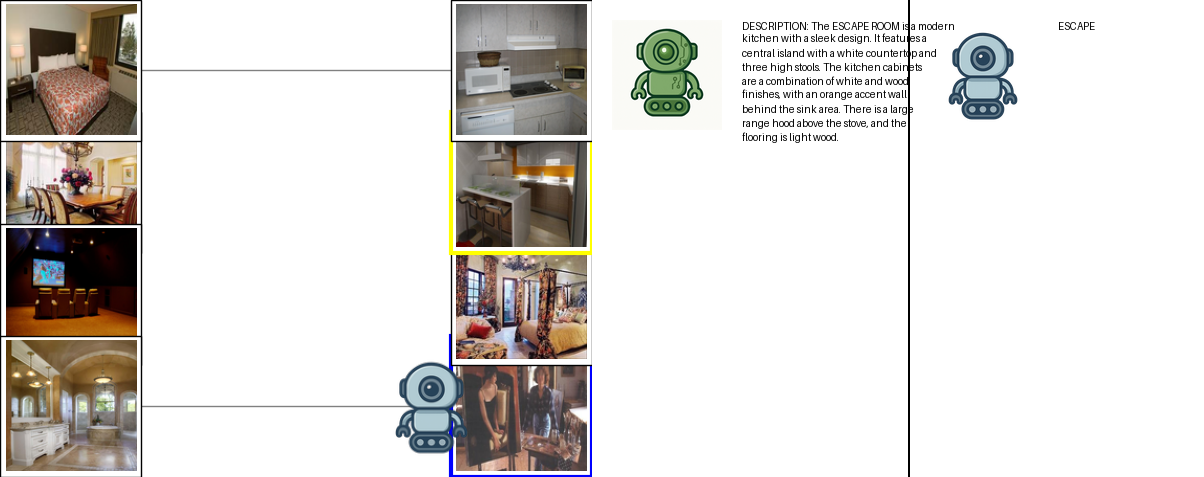 DESCRIPTION: The ESCAPE ROOM is a modern
kitchen with a sleek design. It features a
central island with a white countertop and
three high stools. The kitchen cabinets
are a combination of white and wood
finishes, with an orange accent wall
behind the sink area. There is a large
range hood above the stove, and the
flooring is light wood.
ESCAPE